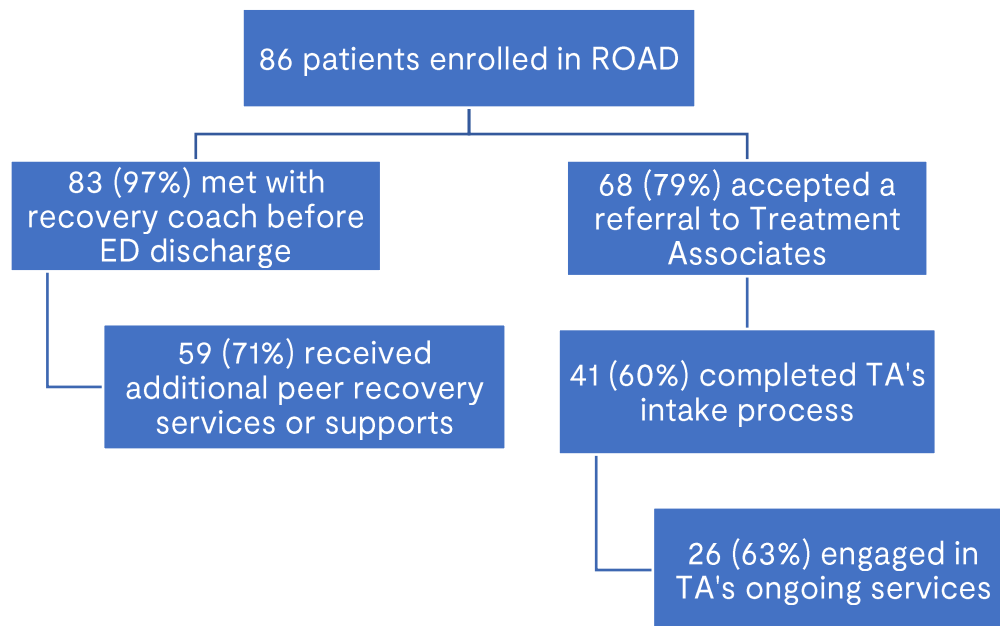 86 patients enrolled in ROAD
83 (97%) met with
recovery coach before
ED discharge
68 (79%) accepted a
referral to Treatment
Associates
59 (71%) received
additional peer recovery
services or supports
41 (60%) completed TA's
intake process
26 (63%) engaged in
TA's ongoing services